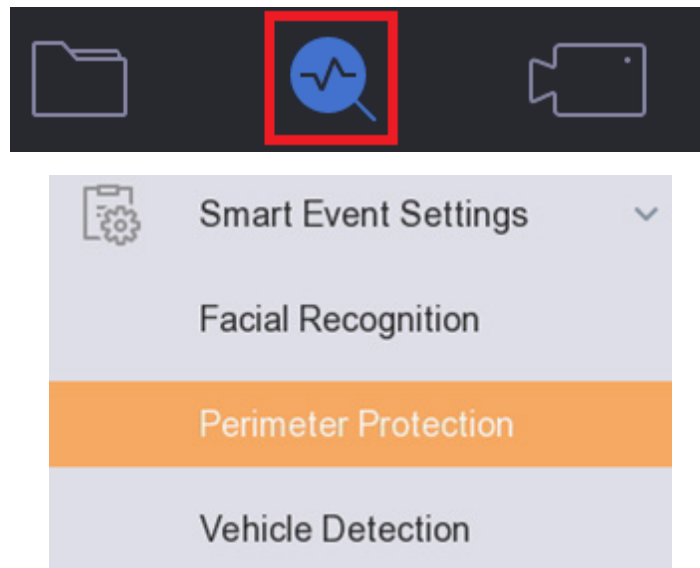 Smart Event Settings
Facial Recognition
Perimeter Protection
Vehicle Detection